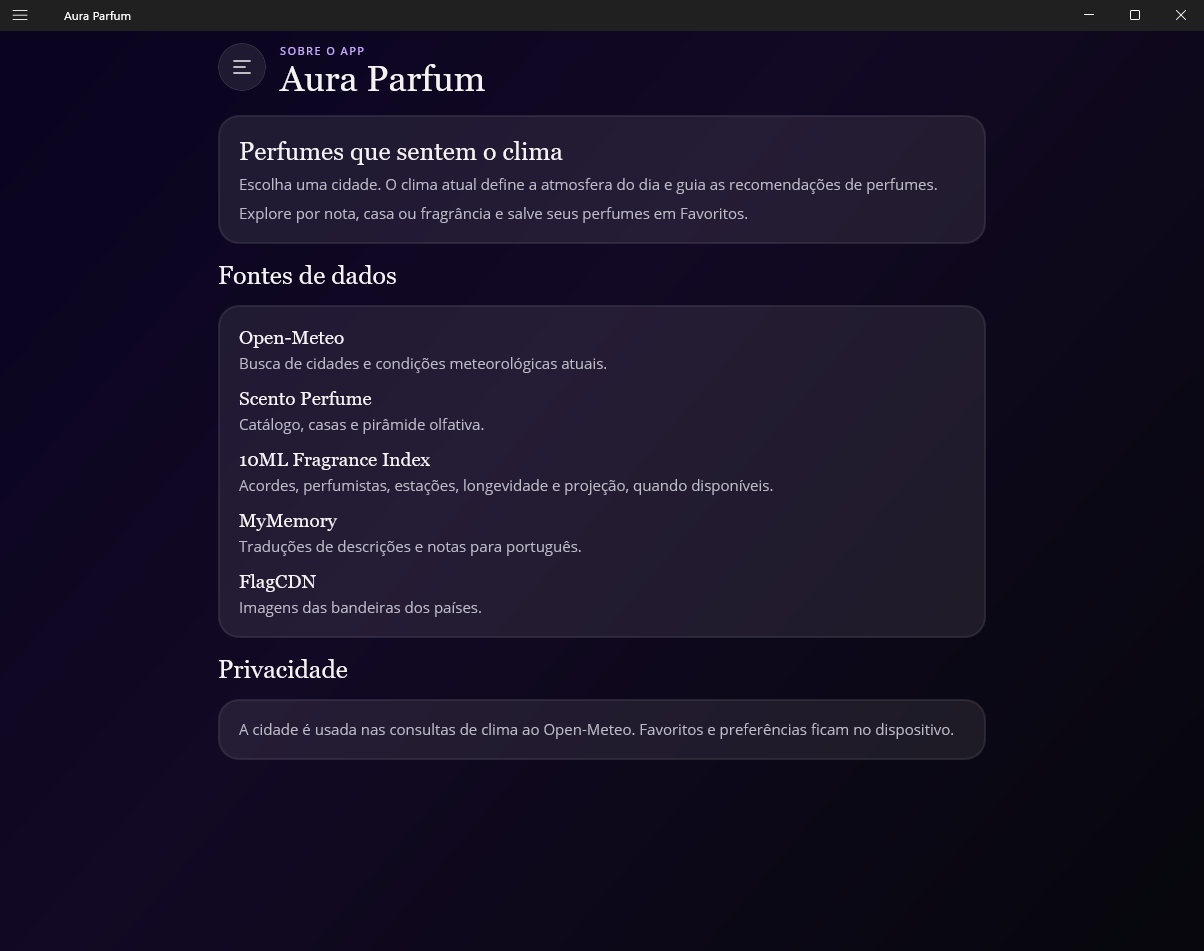 Aura Parfum
SOBRE O APP
Aura Parfum
Perfumes que sentem o clima
Escolha uma cidade. O clima atual define a atmosfera do dia e guia as recomendações de perfumes.
Explore por nota, casa ou fragrância e salve seus perfumes em Favoritos.
Fontes de dados
Open-Meteo
Busca de cidades e condições meteorológicas atuais.
Scento Perfume
Catálogo, casas e pirâmide olfativa.
10ML Fragrance Index
Acordes, perfumistas, estações, longevidade e projeção, quando disponíveis.
MyMemory
Traduções de descrições e notas para português.
FlagCDN
Imagens das bandeiras dos países.
Privacidade
A cidade é usada nas consultas de clima ao Open-Meteo. Favoritos e preferências ficam no dispositivo.